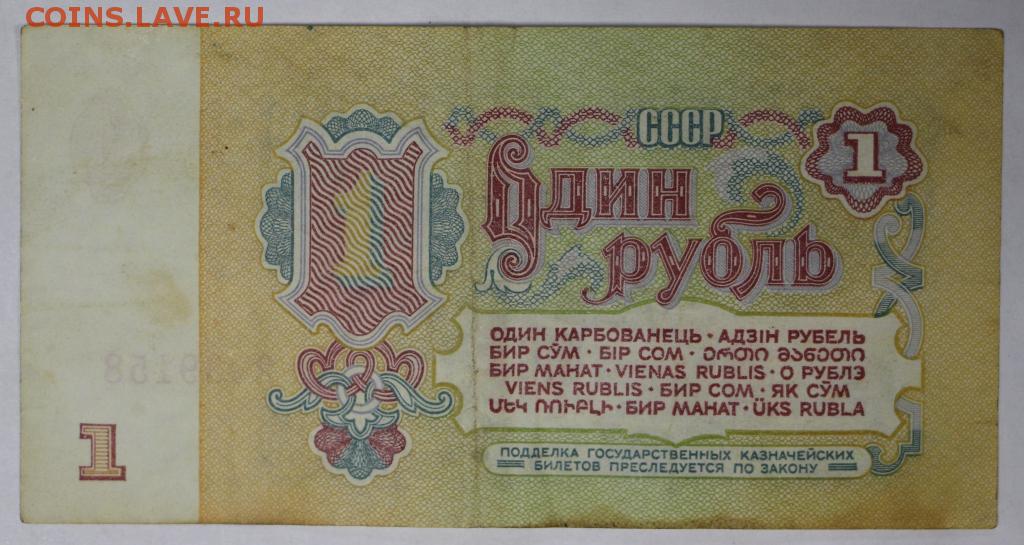 COINS.LAVE.RU
СССР
1
1
Один
рубль
ОДИН КАРБОВАНЕЦЬ · АДЗІН РУБЕЛЬ
БИР СЎМ · БІР СОМ · ერთი მანეთი
БИР МАНАТ · VIENAS RUBLIS · О РУБЛЭ
VIENS RUBLIS · БИР СОМ · ЯК СЎМ
ՄԵԿ ՌՈՒԲԼԻ · БИР МАНАТ · ÜKS RUBLA
1
ПОДДЕЛКА ГОСУДАРСТВЕННЫХ КАЗНАЧЕЙСКИХ
БИЛЕТОВ ПРЕСЛЕДУЕТСЯ ПО ЗАКОНУ